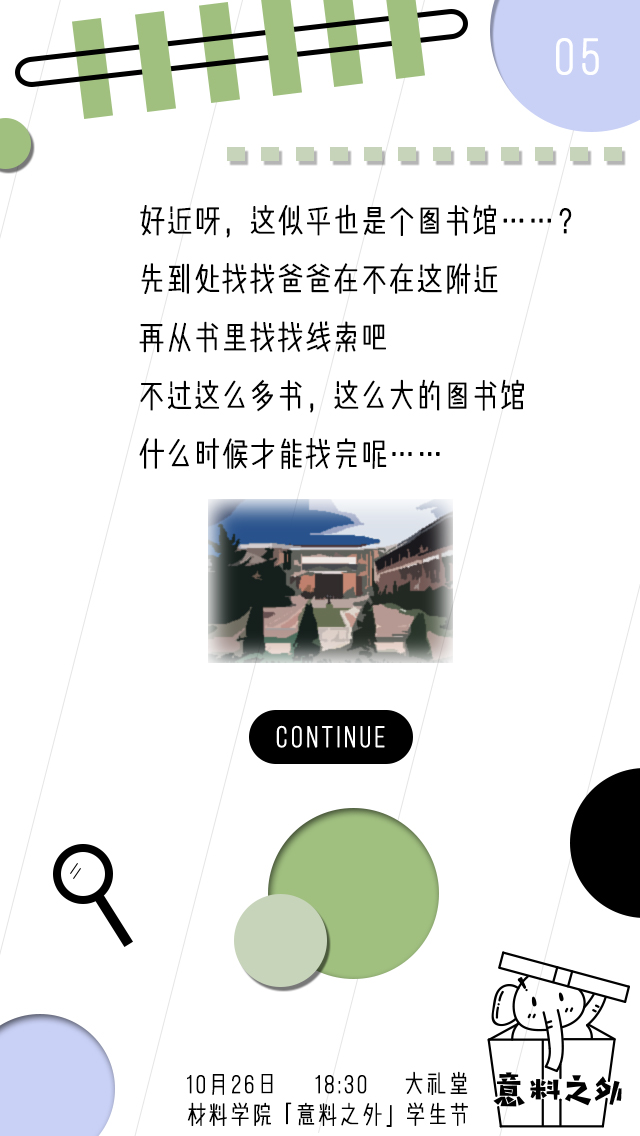 05
好近呀，这似乎也是个图书馆……？
先到处找找爸爸在不在这附近
再从书里找找线索吧
不过这么多书，这么大的图书馆
什么时候才能找完呢……
CONTINUE
意料之外
10月26日 18:30 大礼堂
材料学院「意料之外」学生节